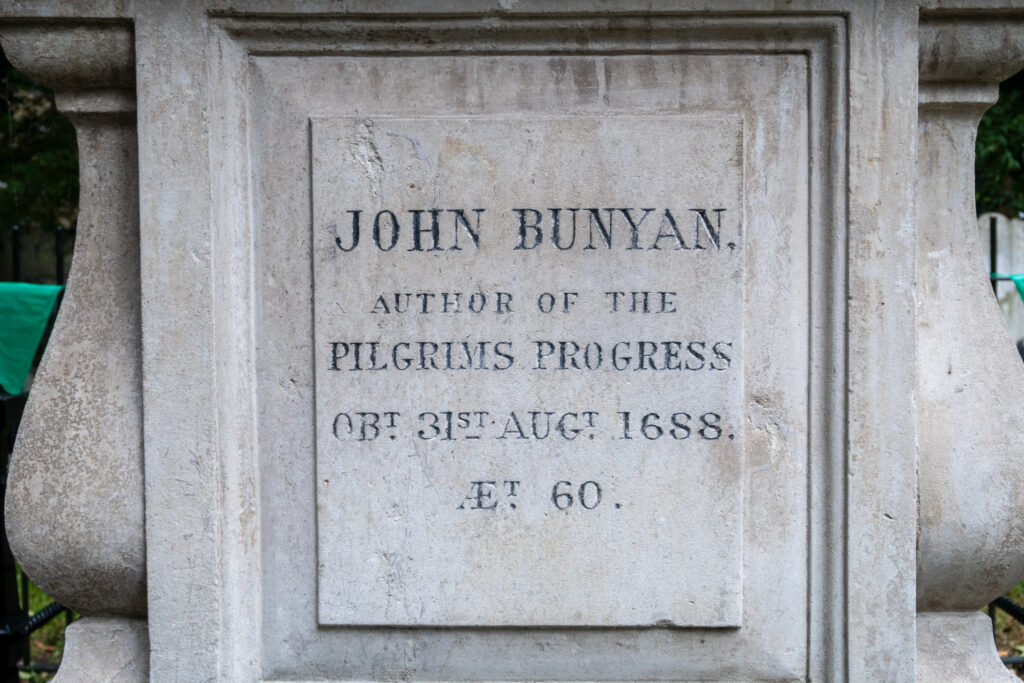 JOHN BUNYAN.
AUTHOR OF THE
PILGRIMS PROGRESS
OBT. 31ST. AUGT. 1688.
ÆT. 60.